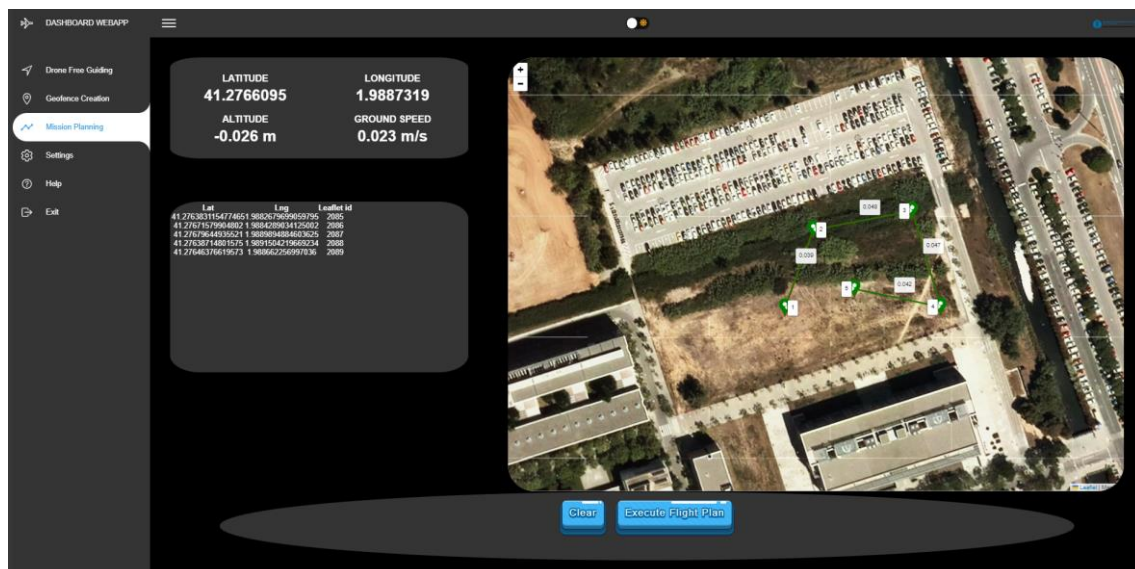 DASHBOARD WEBAPP
Drone Free Guiding
Geofence Creation
Mission Planning
Settings
Help
Exit
LATITUDE LONGITUDE
41.2766095 1.9887319
ALTITUDE GROUND SPEED
-0.026 m 0.023 m/s
Lat Lng Leaflet id
41.2763831154774651.9882679699059795 2085
41.27671579904802 1.9884289034125002 2086
41.27679644935521 1.9889894884603625 2087
41.27638714801575 1.9891504219669234 2088
41.27646376619573 1.988662256997036 2089
+
-
0.046
3
2
0.039
0.047
5
0.042
1
4
Leaflet |
Clear Execute Flight Plan